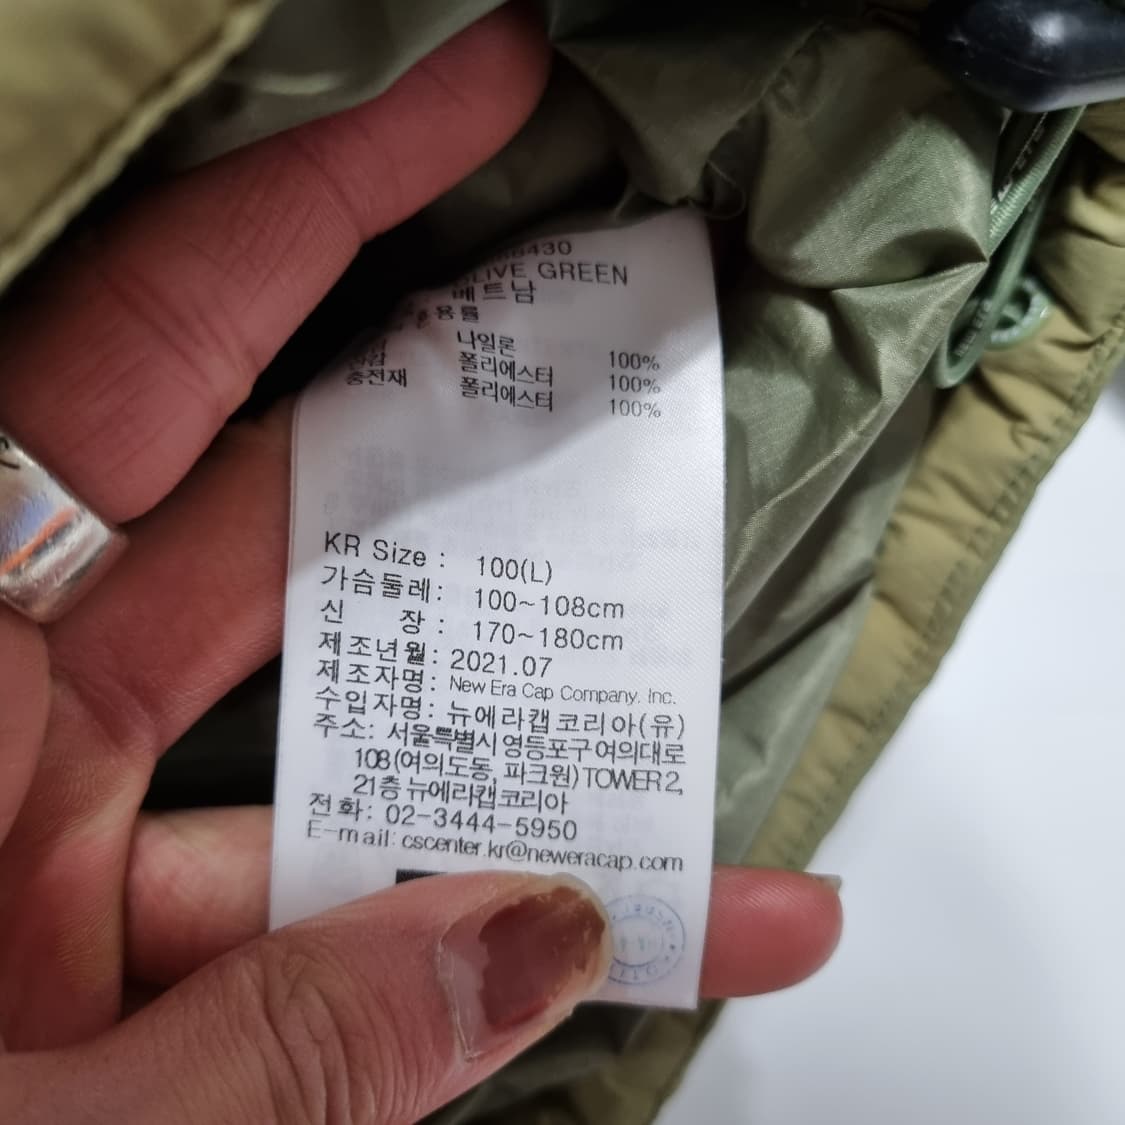 6430
OLIVE GREEN
베트남
용률
나일론 100%
폴리에스터 100%
충전재 폴리에스터 100%
KR Size : 100(L)
가슴둘레: 100~108cm
신 장 : 170~180cm
제조년월: 2021.07
제조자명: New Era Cap Company. Inc.
수입자명: 뉴에라캡코리아(유)
주소: 서울특별시 영등포구 여의대로
108 (여의도동, 파크원) TOWER 2,
21층 뉴에라캡코리아
전화: 02-3444-5950
E-mail: cscenter.kr@neweracap.com